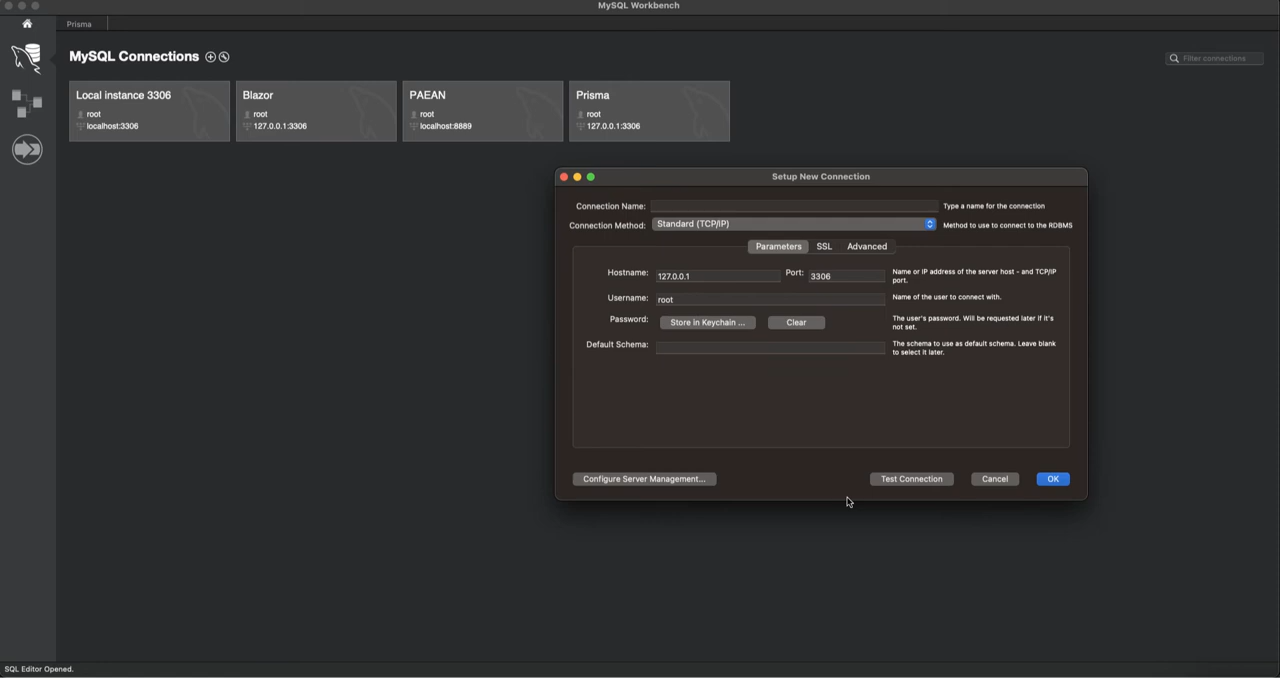 MySQL Workbench
Prisma
MySQL Connections
Filter connections
Local instance 3306
root
localhost:3306
Blazor
root
127.0.0.1:3306
PAEAN
root
localhost:8889
Prisma
root
127.0.0.1:3306
Setup New Connection
Connection Name: Type a name for the connection
Connection Method: Standard (TCP/IP) Method to use to connect to the RDBMS
Parameters SSL Advanced
Hostname: 127.0.0.1 Port: 3306 Name or IP address of the server host - and TCP/IP
port.
Username: root Name of the user to connect with.
Password: Store in Keychain ... Clear The user's password. Will be requested later if it's
not set.
Default Schema: The schema to use as default schema. Leave blank
to select it later.
Configure Server Management... Test Connection Cancel OK
SQL Editor Opened.